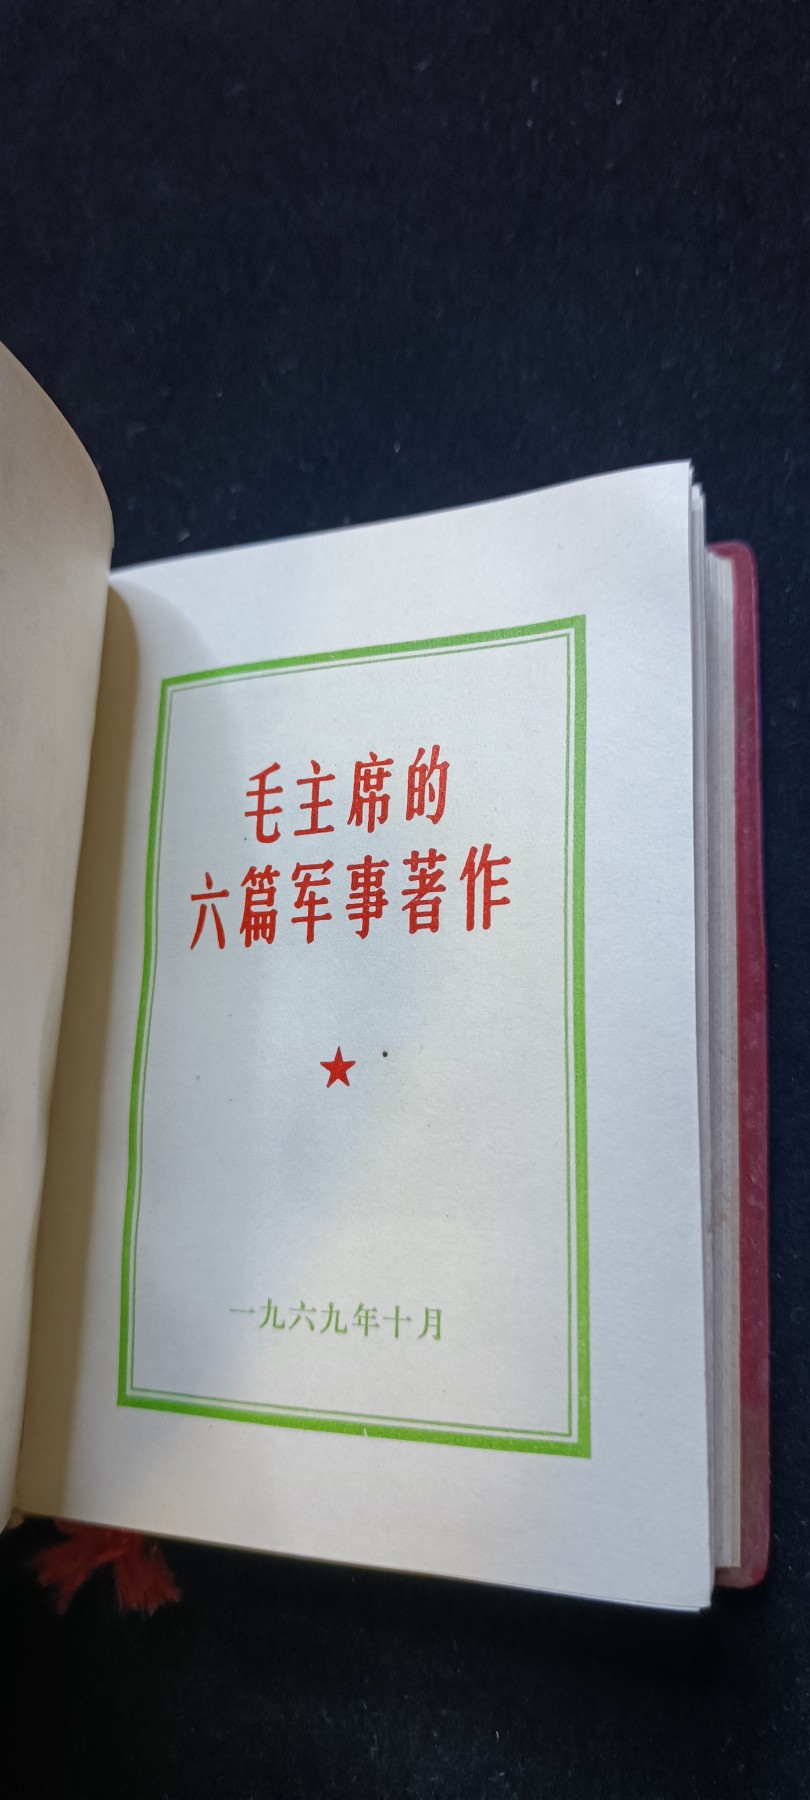 毛主席的
六篇军事著作
一九六九年十月